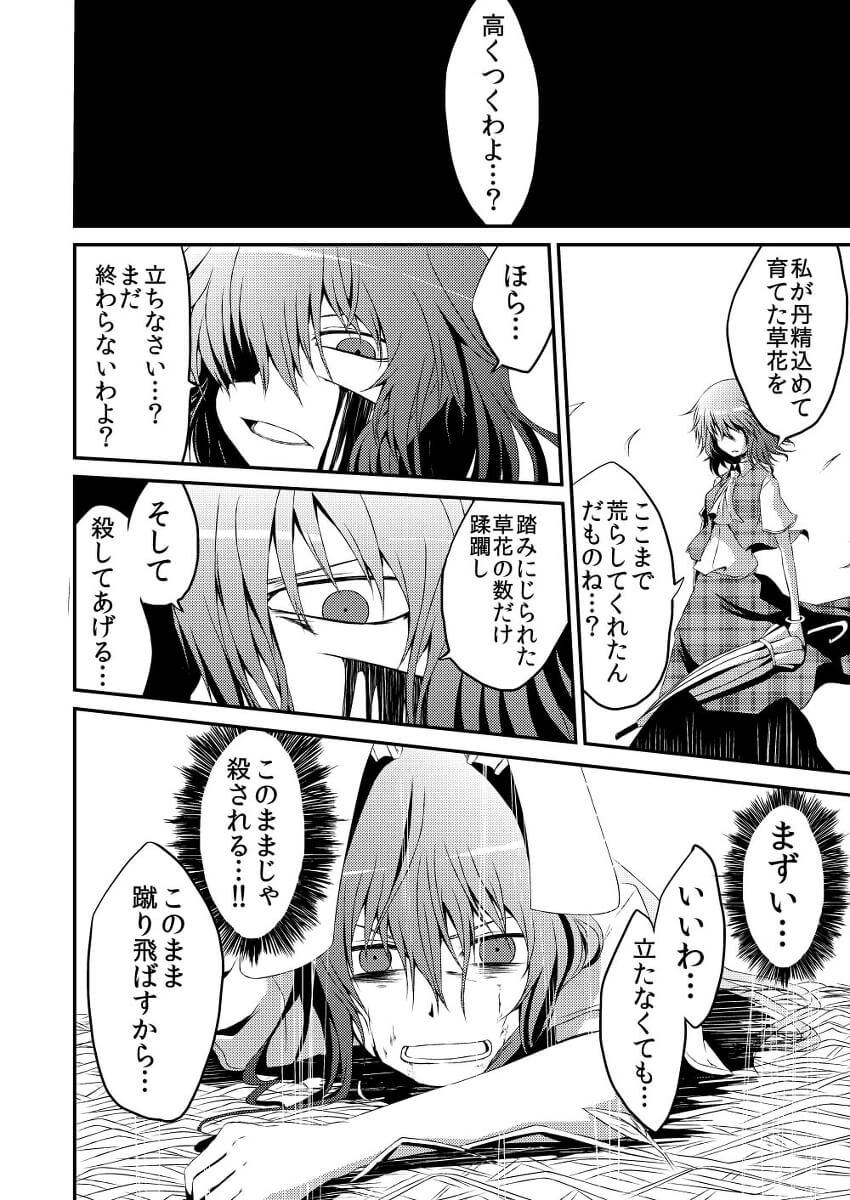 高くつくわよ…？
私が丹精込めて
育てた草花を
ここまで
荒らしてくれたん
だものね…？
ほら…
立ちなさい…？
まだ
終わらないわよ？
踏みにじられた
草花の数だけ
蹂躙し
そして
殺してあげる…
まずい…
いいわ…
立たなくても…
このままじゃ
殺される…!!
このまま
蹴り飛ばすから…